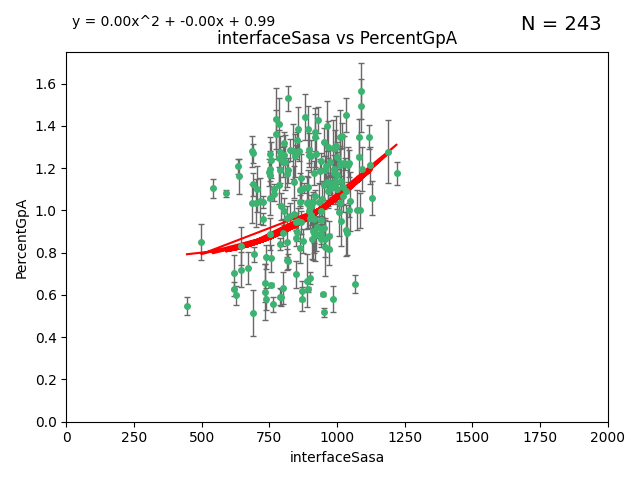 y = 0.00x^2 + -0.00x + 0.99
N = 243
interfaceSasa vs PercentGpA
PercentGpA
1.6
1.4
1.2
1.0
0.8
0.6
0.4
0.2
0.0
0 250 500 750 1000 1250 1500 1750 2000
interfaceSasa